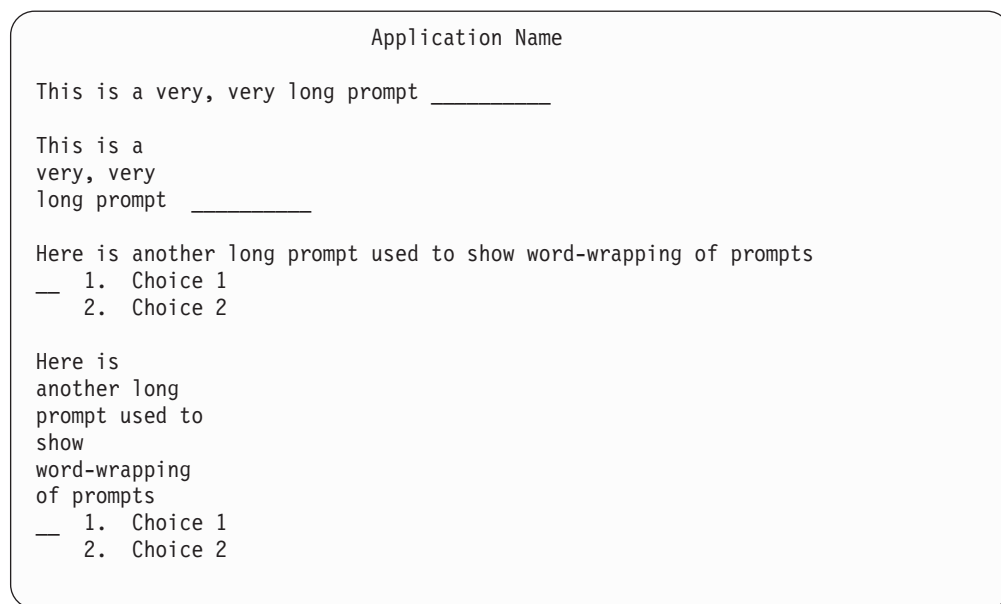 Application Name
This is a very, very long prompt __________
This is a
very, very
long prompt __________
Here is another long prompt used to show word-wrapping of prompts
__ 1. Choice 1
2. Choice 2
Here is
another long
prompt used to
show
word-wrapping
of prompts
__ 1. Choice 1
2. Choice 2